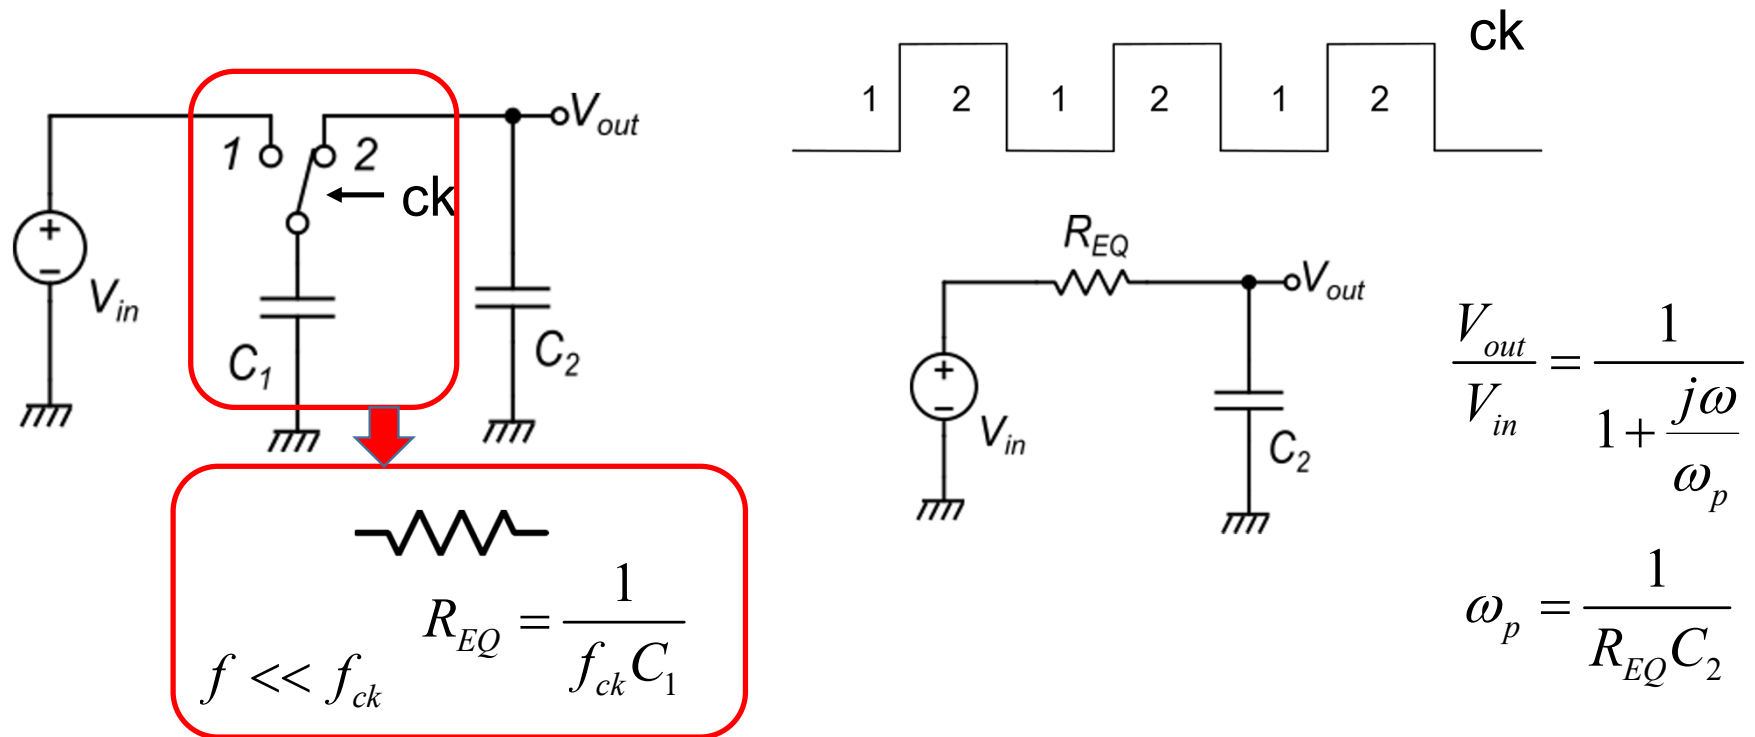 1 2
V_out
ck
+
−
V_in
C_1
C_2
ck
1 2 1 2 1 2
R_EQ
V_out
+
−
V_in
C_2
V_out / V_in = 1 / (1 + jω / ω_p)
ω_p = 1 / (R_EQ C_2)
R_EQ = 1 / (f_ck C_1)
f << f_ck